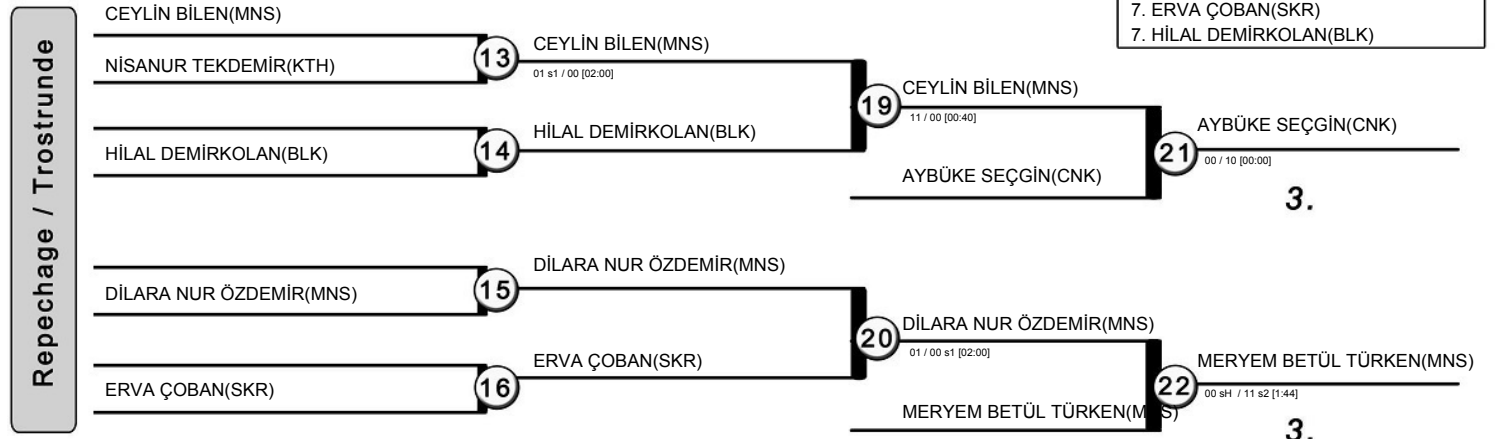 Repechage / Trostrunde
7. ERVA ÇOBAN(SKR)
7. HİLAL DEMİRKOLAN(BLK)
CEYLİN BİLEN(MNS)
NİSANUR TEKDEMİR(KTH)
13
CEYLİN BİLEN(MNS)
01 s1 / 00 [02:00]
HİLAL DEMİRKOLAN(BLK)
14
HİLAL DEMİRKOLAN(BLK)
19
CEYLİN BİLEN(MNS)
11 / 00 [00:40]
AYBÜKE SEÇGİN(CNK)
21
AYBÜKE SEÇGİN(CNK)
00 / 10 [00:00]
3.
DİLARA NUR ÖZDEMİR(MNS)
15
DİLARA NUR ÖZDEMİR(MNS)
ERVA ÇOBAN(SKR)
16
ERVA ÇOBAN(SKR)
20
DİLARA NUR ÖZDEMİR(MNS)
01 / 00 s1 [02:00]
MERYEM BETÜL TÜRKEN(MNS)
22
MERYEM BETÜL TÜRKEN(MNS)
00 sH / 11 s2 [1:44]
3.